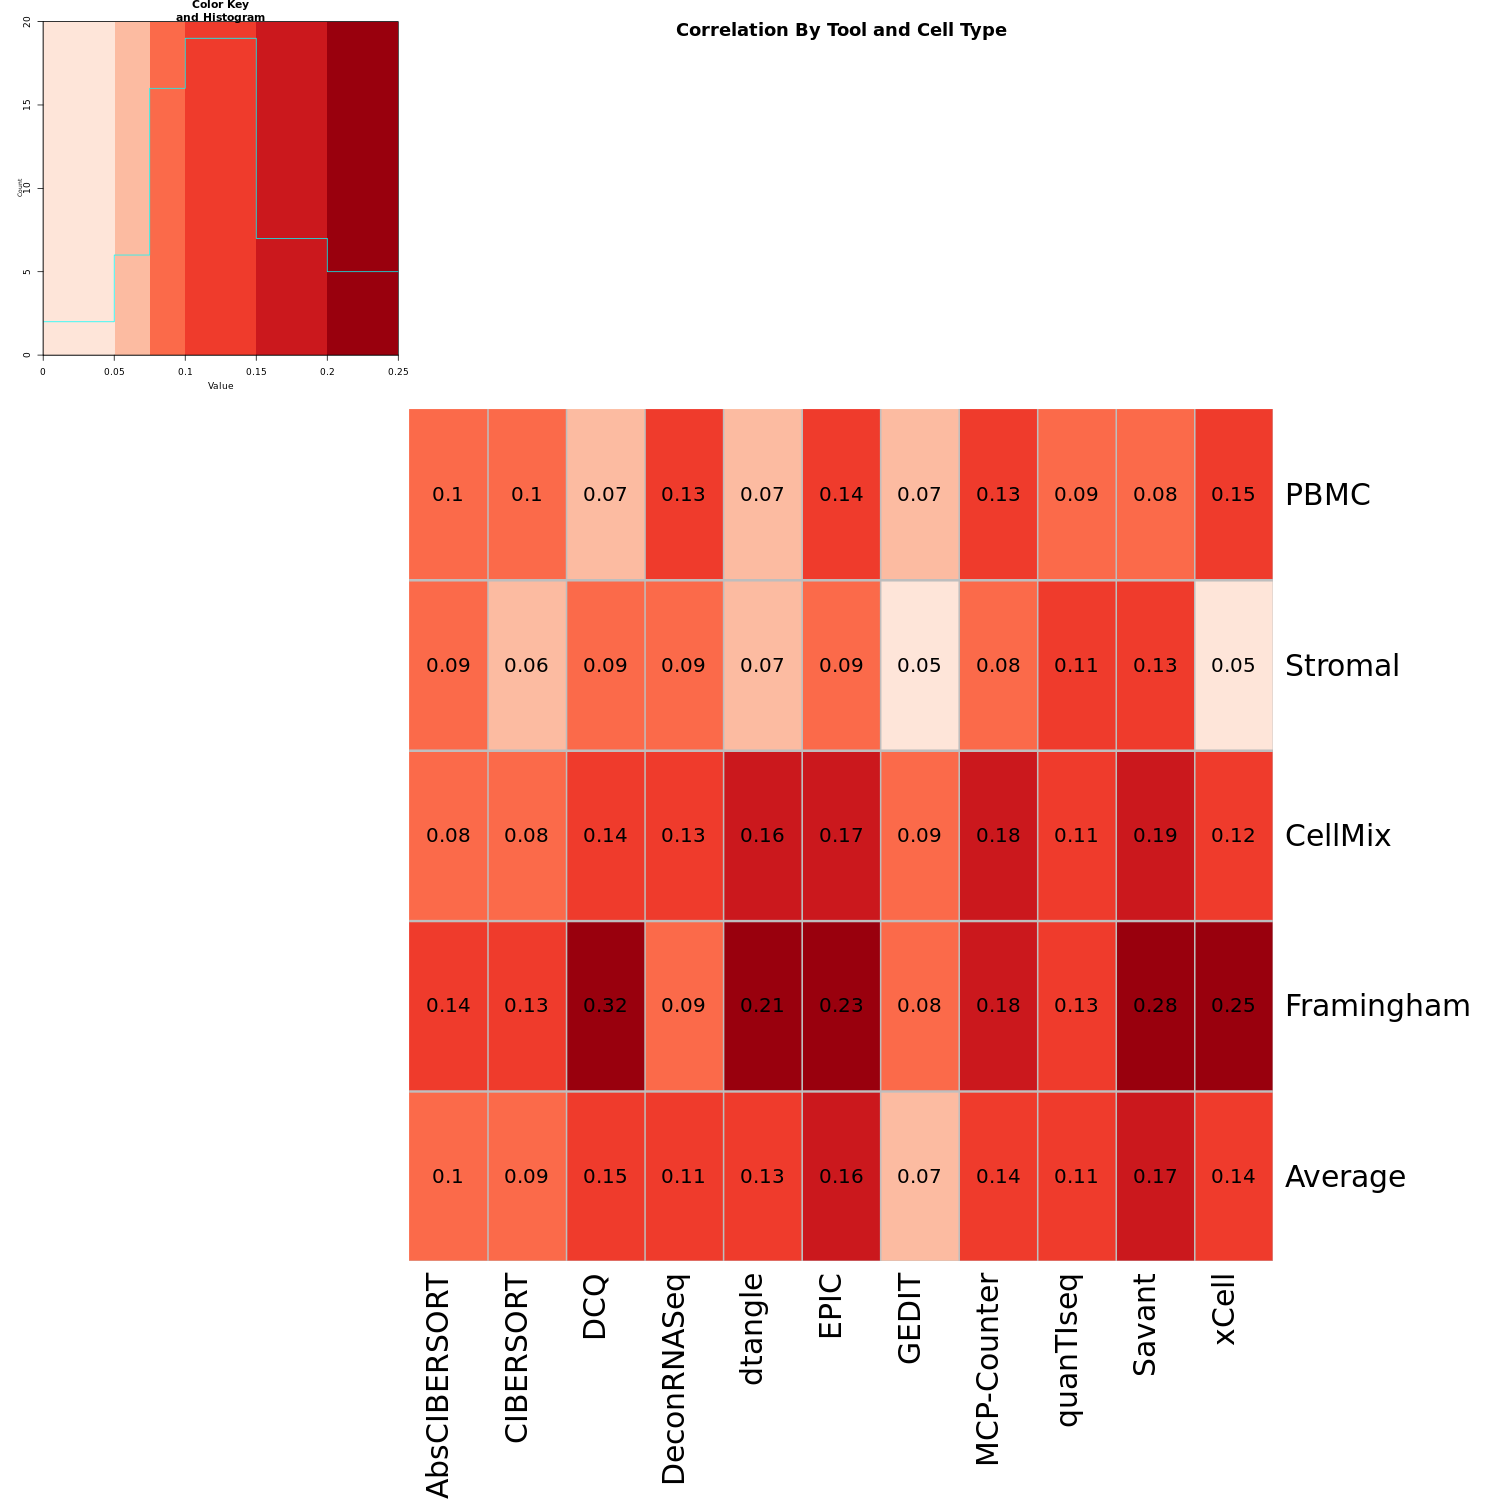 Color Key
and Histogram
Correlation By Tool and Cell Type
20
15
10
5
0
Count
0 0.05 0.1 0.15 0.2 0.25
Value
0.1 0.1 0.07 0.13 0.07 0.14 0.07 0.13 0.09 0.08 0.15 PBMC
0.09 0.06 0.09 0.09 0.07 0.09 0.05 0.08 0.11 0.13 0.05 Stromal
0.08 0.08 0.14 0.13 0.16 0.17 0.09 0.18 0.11 0.19 0.12 CellMix
0.14 0.13 0.32 0.09 0.21 0.23 0.08 0.18 0.13 0.28 0.25 Framingham
0.1 0.09 0.15 0.11 0.13 0.16 0.07 0.14 0.11 0.17 0.14 Average
AbsCIBERSORT
CIBERSORT
DCQ
DeconRNASeq
dtangle
EPIC
GEDIT
MCP-Counter
quanTIseq
Savant
xCell